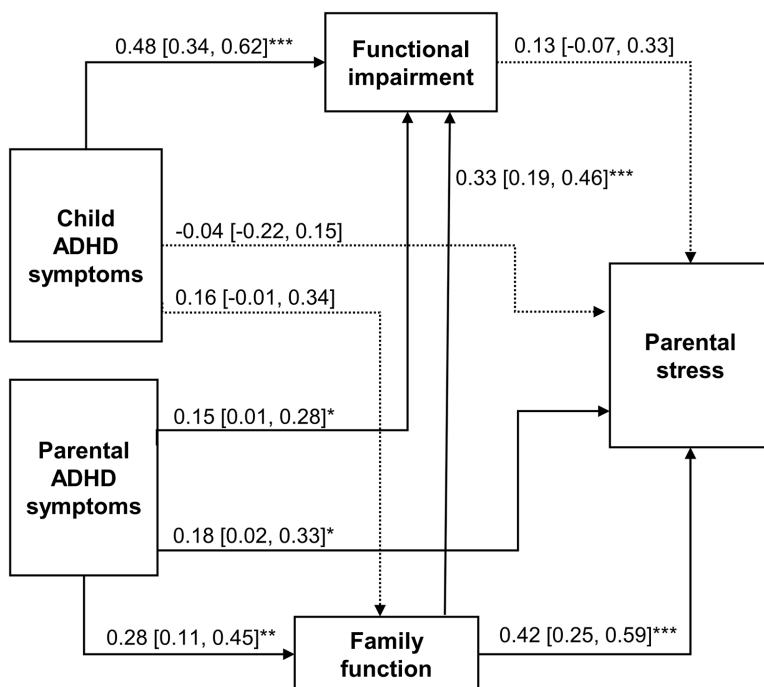 0.48 [0.34, 0.62]***
Functional
impairment
0.13 [-0.07, 0.33]
0.33 [0.19, 0.46]***
Child
ADHD
symptoms
-0.04 [-0.22, 0.15]
0.16 [-0.01, 0.34]
Parental
stress
0.15 [0.01, 0.28]*
Parental
ADHD
symptoms
0.18 [0.02, 0.33]*
0.28 [0.11, 0.45]**
Family
function
0.42 [0.25, 0.59]***